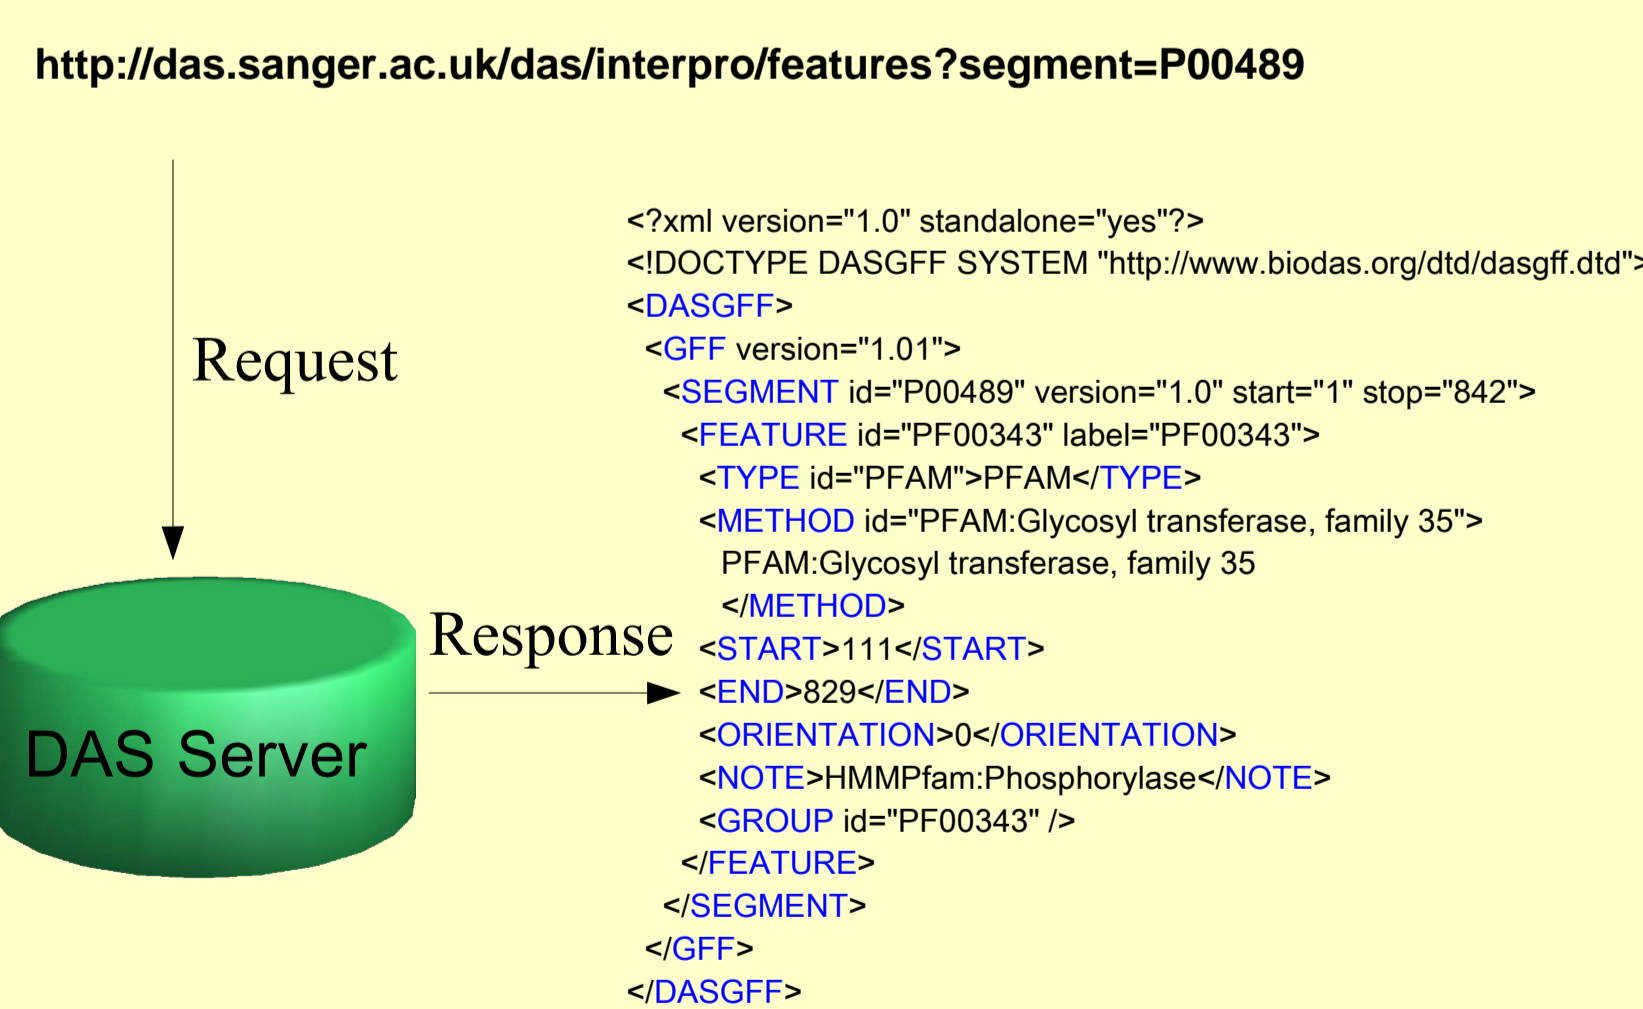 http://das.sanger.ac.uk/das/interpro/features?segment=P00489
Request
DAS Server
Response
<?xml version="1.0" standalone="yes"?>
<!DOCTYPE DASGFF SYSTEM "http://www.biodas.org/dtd/dasgff.dtd">
<DASGFF>
<GFF version="1.01">
<SEGMENT id="P00489" version="1.0" start="1" stop="842">
<FEATURE id="PF00343" label="PF00343">
<TYPE id="PFAM">PFAM</TYPE>
<METHOD id="PFAM:Glycosyl transferase, family 35">
PFAM:Glycosyl transferase, family 35
</METHOD>
<START>111</START>
<END>829</END>
<ORIENTATION>0</ORIENTATION>
<NOTE>HMMPfam:Phosphorylase</NOTE>
<GROUP id="PF00343" />
</FEATURE>
</SEGMENT>
</GFF>
</DASGFF>